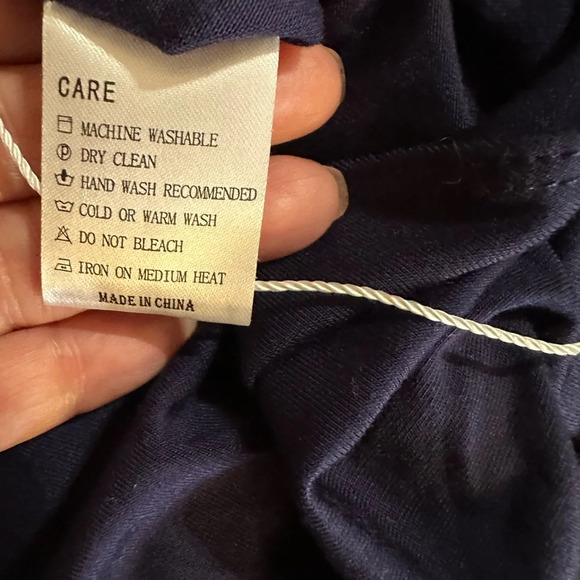 CARE
MACHINE WASHABLE
P DRY CLEAN
HAND WASH RECOMMENDED
COLD OR WARM WASH
DO NOT BLEACH
IRON ON MEDIUM HEAT
MADE IN CHINA